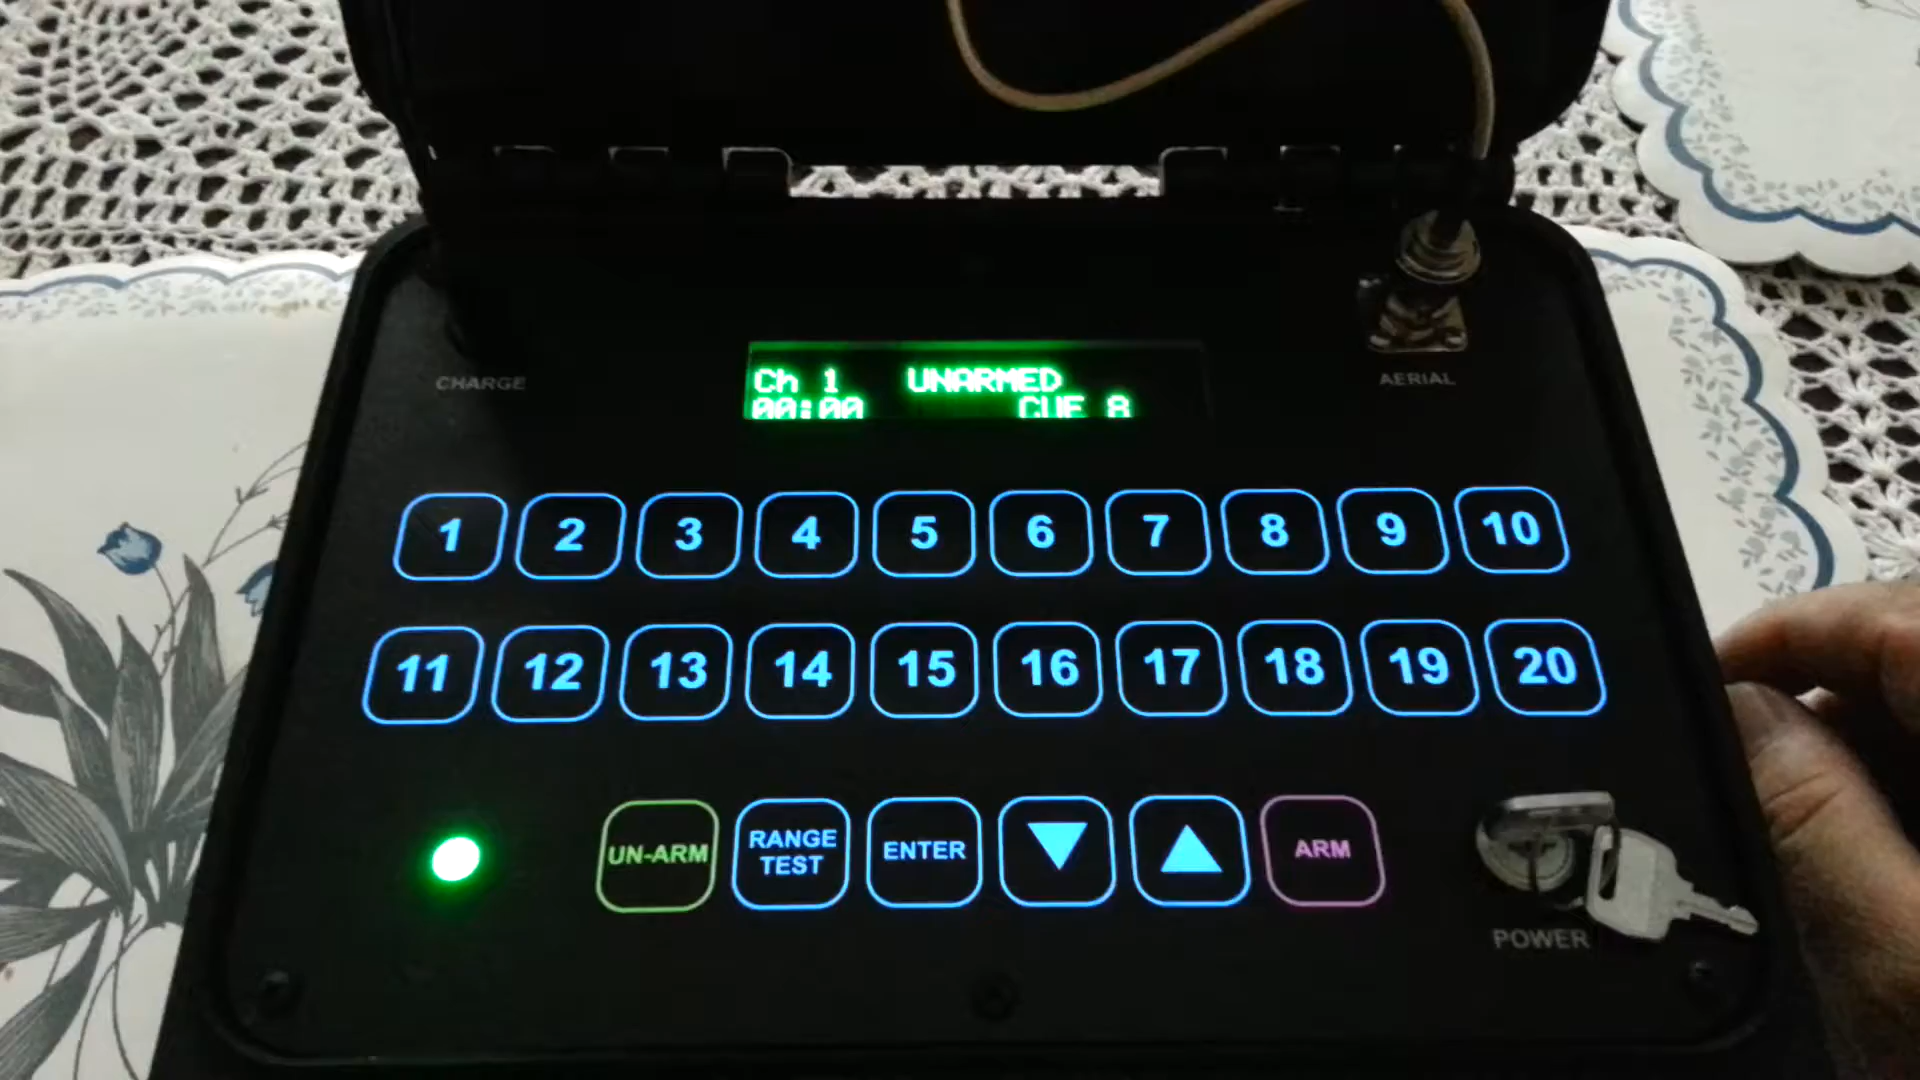 CHARGE
AERIAL
Ch 1 UNARMED
00:00 CUE 8
1 2 3 4 5 6 7 8 9 10
11 12 13 14 15 16 17 18 19 20
UN-ARM
RANGE
TEST
ENTER
ARM
POWER